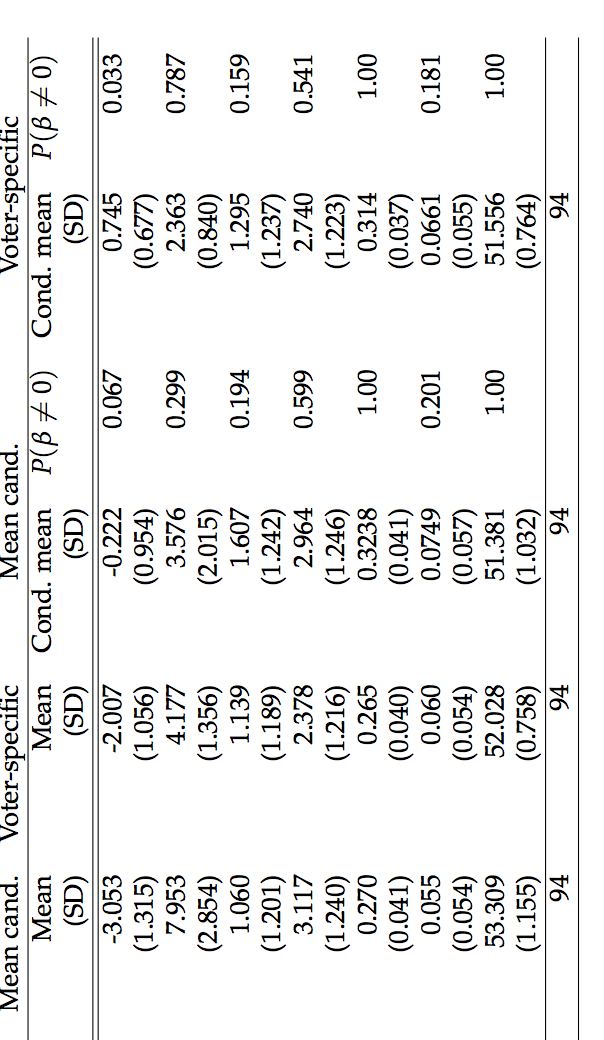 Mean cand. Voter-specific Mean cand. Voter-specific
Mean Mean Cond. mean P(β ≠ 0) Cond. mean P(β ≠ 0)
(SD) (SD) (SD) (SD)
-3.053 -2.007 -0.222 0.067 0.745 0.033
(1.315) (1.056) (0.954) (0.677)
7.953 4.177 3.576 0.299 2.363 0.787
(2.854) (1.356) (2.015) (0.840)
1.060 1.139 1.607 0.194 1.295 0.159
(1.201) (1.189) (1.242) (1.237)
3.117 2.378 2.964 0.599 2.740 0.541
(1.240) (1.216) (1.246) (1.223)
0.270 0.265 0.3238 1.00 0.314 1.00
(0.041) (0.040) (0.041) (0.037)
0.055 0.060 0.0749 0.201 0.0661 0.181
(0.054) (0.054) (0.057) (0.055)
53.309 52.028 51.381 1.00 51.556 1.00
(1.155) (0.758) (1.032) (0.764)
94 94 94 94